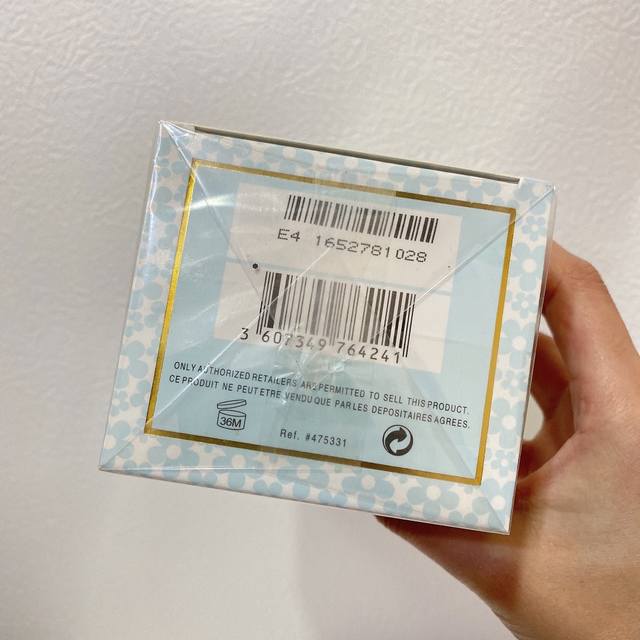 E4 1652781028
3 607349 764241
ONLY AUTHORIZED RETAILERS ARE PERMITTED TO SELL THIS PRODUCT.
CE PRODUIT NE PEUT ETRE VENDU QUE PAR LES DEPOSITAIRES AGREES.
36M
Ref. #475331